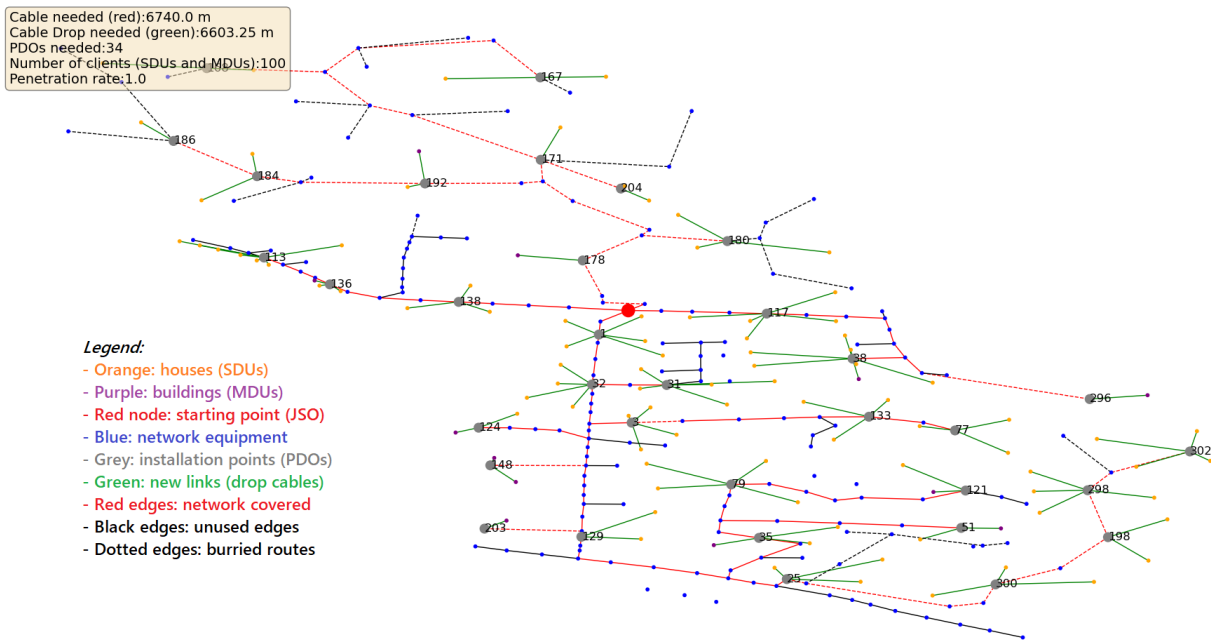 Cable needed (red):6740.0 m
Cable Drop needed (green):6603.25 m
PDOs needed:34
Number of clients (SDUs and MDUs):100
Penetration rate:1.0
167
186
171
184
192
204
180
178
113
136
138
117
1
38
32
31
296
3
133
124
77
302
148
79
121
298
203
129
51
35
198
25
300
Legend:
- Orange: houses (SDUs)
- Purple: buildings (MDUs)
- Red node: starting point (JSO)
- Blue: network equipment
- Grey: installation points (PDOs)
- Green: new links (drop cables)
- Red edges: network covered
- Black edges: unused edges
- Dotted edges: burried routes